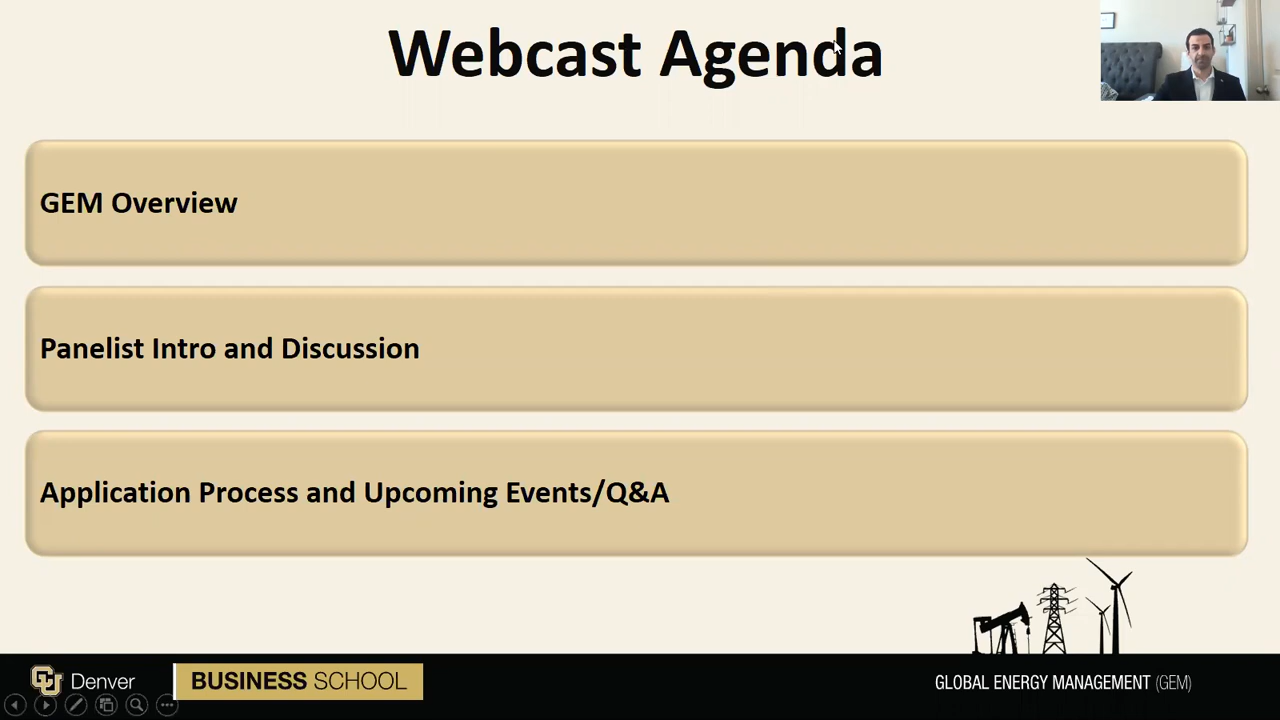 Webcast Agenda
GEM Overview
Panelist Intro and Discussion
Application Process and Upcoming Events/Q&A
CU Denver BUSINESS SCHOOL
GLOBAL ENERGY MANAGEMENT (GEM)